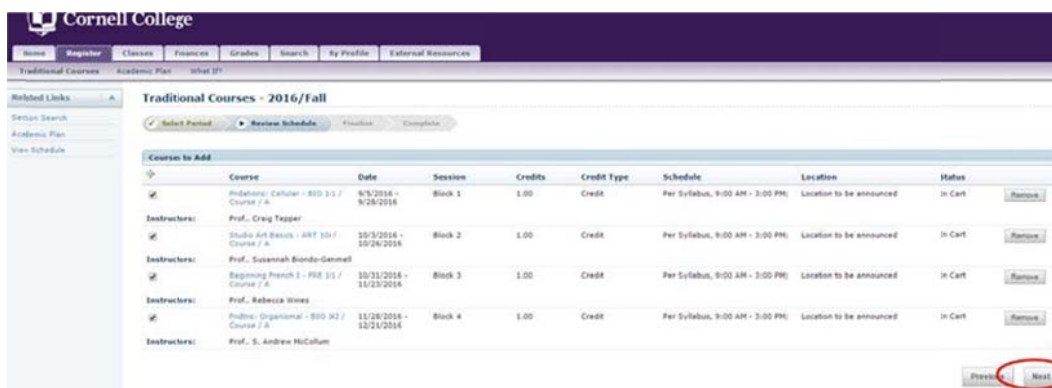 Cornell College
Home Register Classes Finances Grades Search By Profile External Resources
Traditional Courses Academic Plan What If?
Related Links
Section Search
Academic Plan
View Schedule
Traditional Courses - 2016/Fall
Select Period Review Schedule Finalize Complete
Courses to Add
Course Date Session Credits Credit Type Schedule Location Status
Cellular - BIO / 9/5/2016 - Block 1 1.00 Credit Per Syllabus, 9:00 AM - 3:00 PM; Location to be announced In Cart Remove
Course / A 9/28/2016
Instructors: Prof.. Craig Tepper
Studio Art Basics - ART / 10/3/2016 - Block 2 1.00 Credit Per Syllabus, 9:00 AM - 3:00 PM; Location to be announced In Cart Remove
Course / A 10/26/2016
Instructors: Prof.. Susannah Biondo-Gemmell
Beginning French I - FRE / 10/31/2016 - Block 3 1.00 Credit Per Syllabus, 9:00 AM - 3:00 PM; Location to be announced In Cart Remove
Course / A 11/23/2016
Instructors: Prof.. Rebecca Wines
Organismal - BIO / 11/28/2016 - Block 4 1.00 Credit Per Syllabus, 9:00 AM - 3:00 PM; Location to be announced In Cart Remove
Course / A 12/21/2016
Instructors: Prof.. S. Andrew McCollum
Previous Next